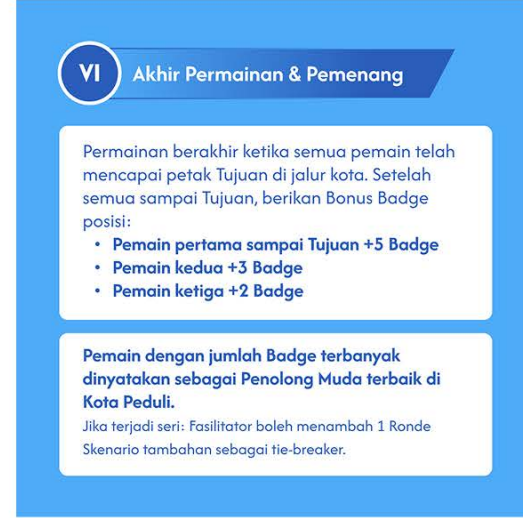 VI Akhir Permainan & Pemenang
Permainan berakhir ketika semua pemain telah
mencapai petak Tujuan di jalur kota. Setelah
semua sampai Tujuan, berikan Bonus Badge
posisi:
• Pemain pertama sampai Tujuan +5 Badge
• Pemain kedua +3 Badge
• Pemain ketiga +2 Badge
Pemain dengan jumlah Badge terbanyak
dinyatakan sebagai Penolong Muda terbaik di
Kota Peduli.
Jika terjadi seri: Fasilitator boleh menambah 1 Ronde
Skenario tambahan sebagai tie-breaker.